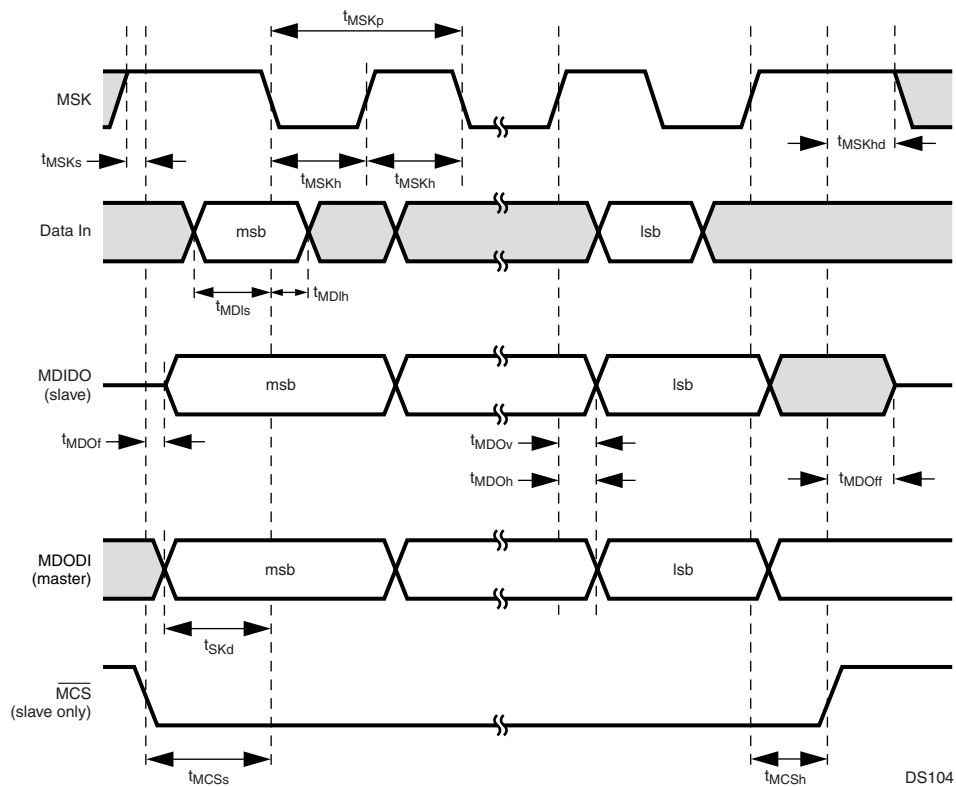 tMSKp
MSK
tMSKs
tMSKh
tMSKh
tMSKhd
Data In
msb
lsb
tMDIs
tMDIh
MDIDO
(slave)
msb
lsb
tMDOf
tMDOv
tMDOh
tMDOff
MDODI
(master)
msb
lsb
tSKd
MCS
(slave only)
tMCSs
tMCSh
DS104